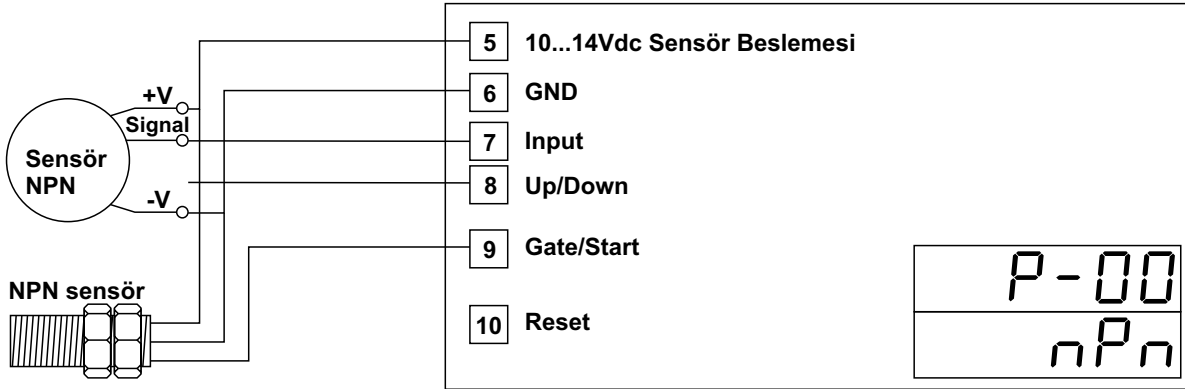 5 10...14Vdc Sensör Beslemesi
6 GND
+V
Signal
7 Input
Sensör
NPN
8 Up/Down
-V
9 Gate/Start
NPN sensör
10 Reset
P-00
nPn